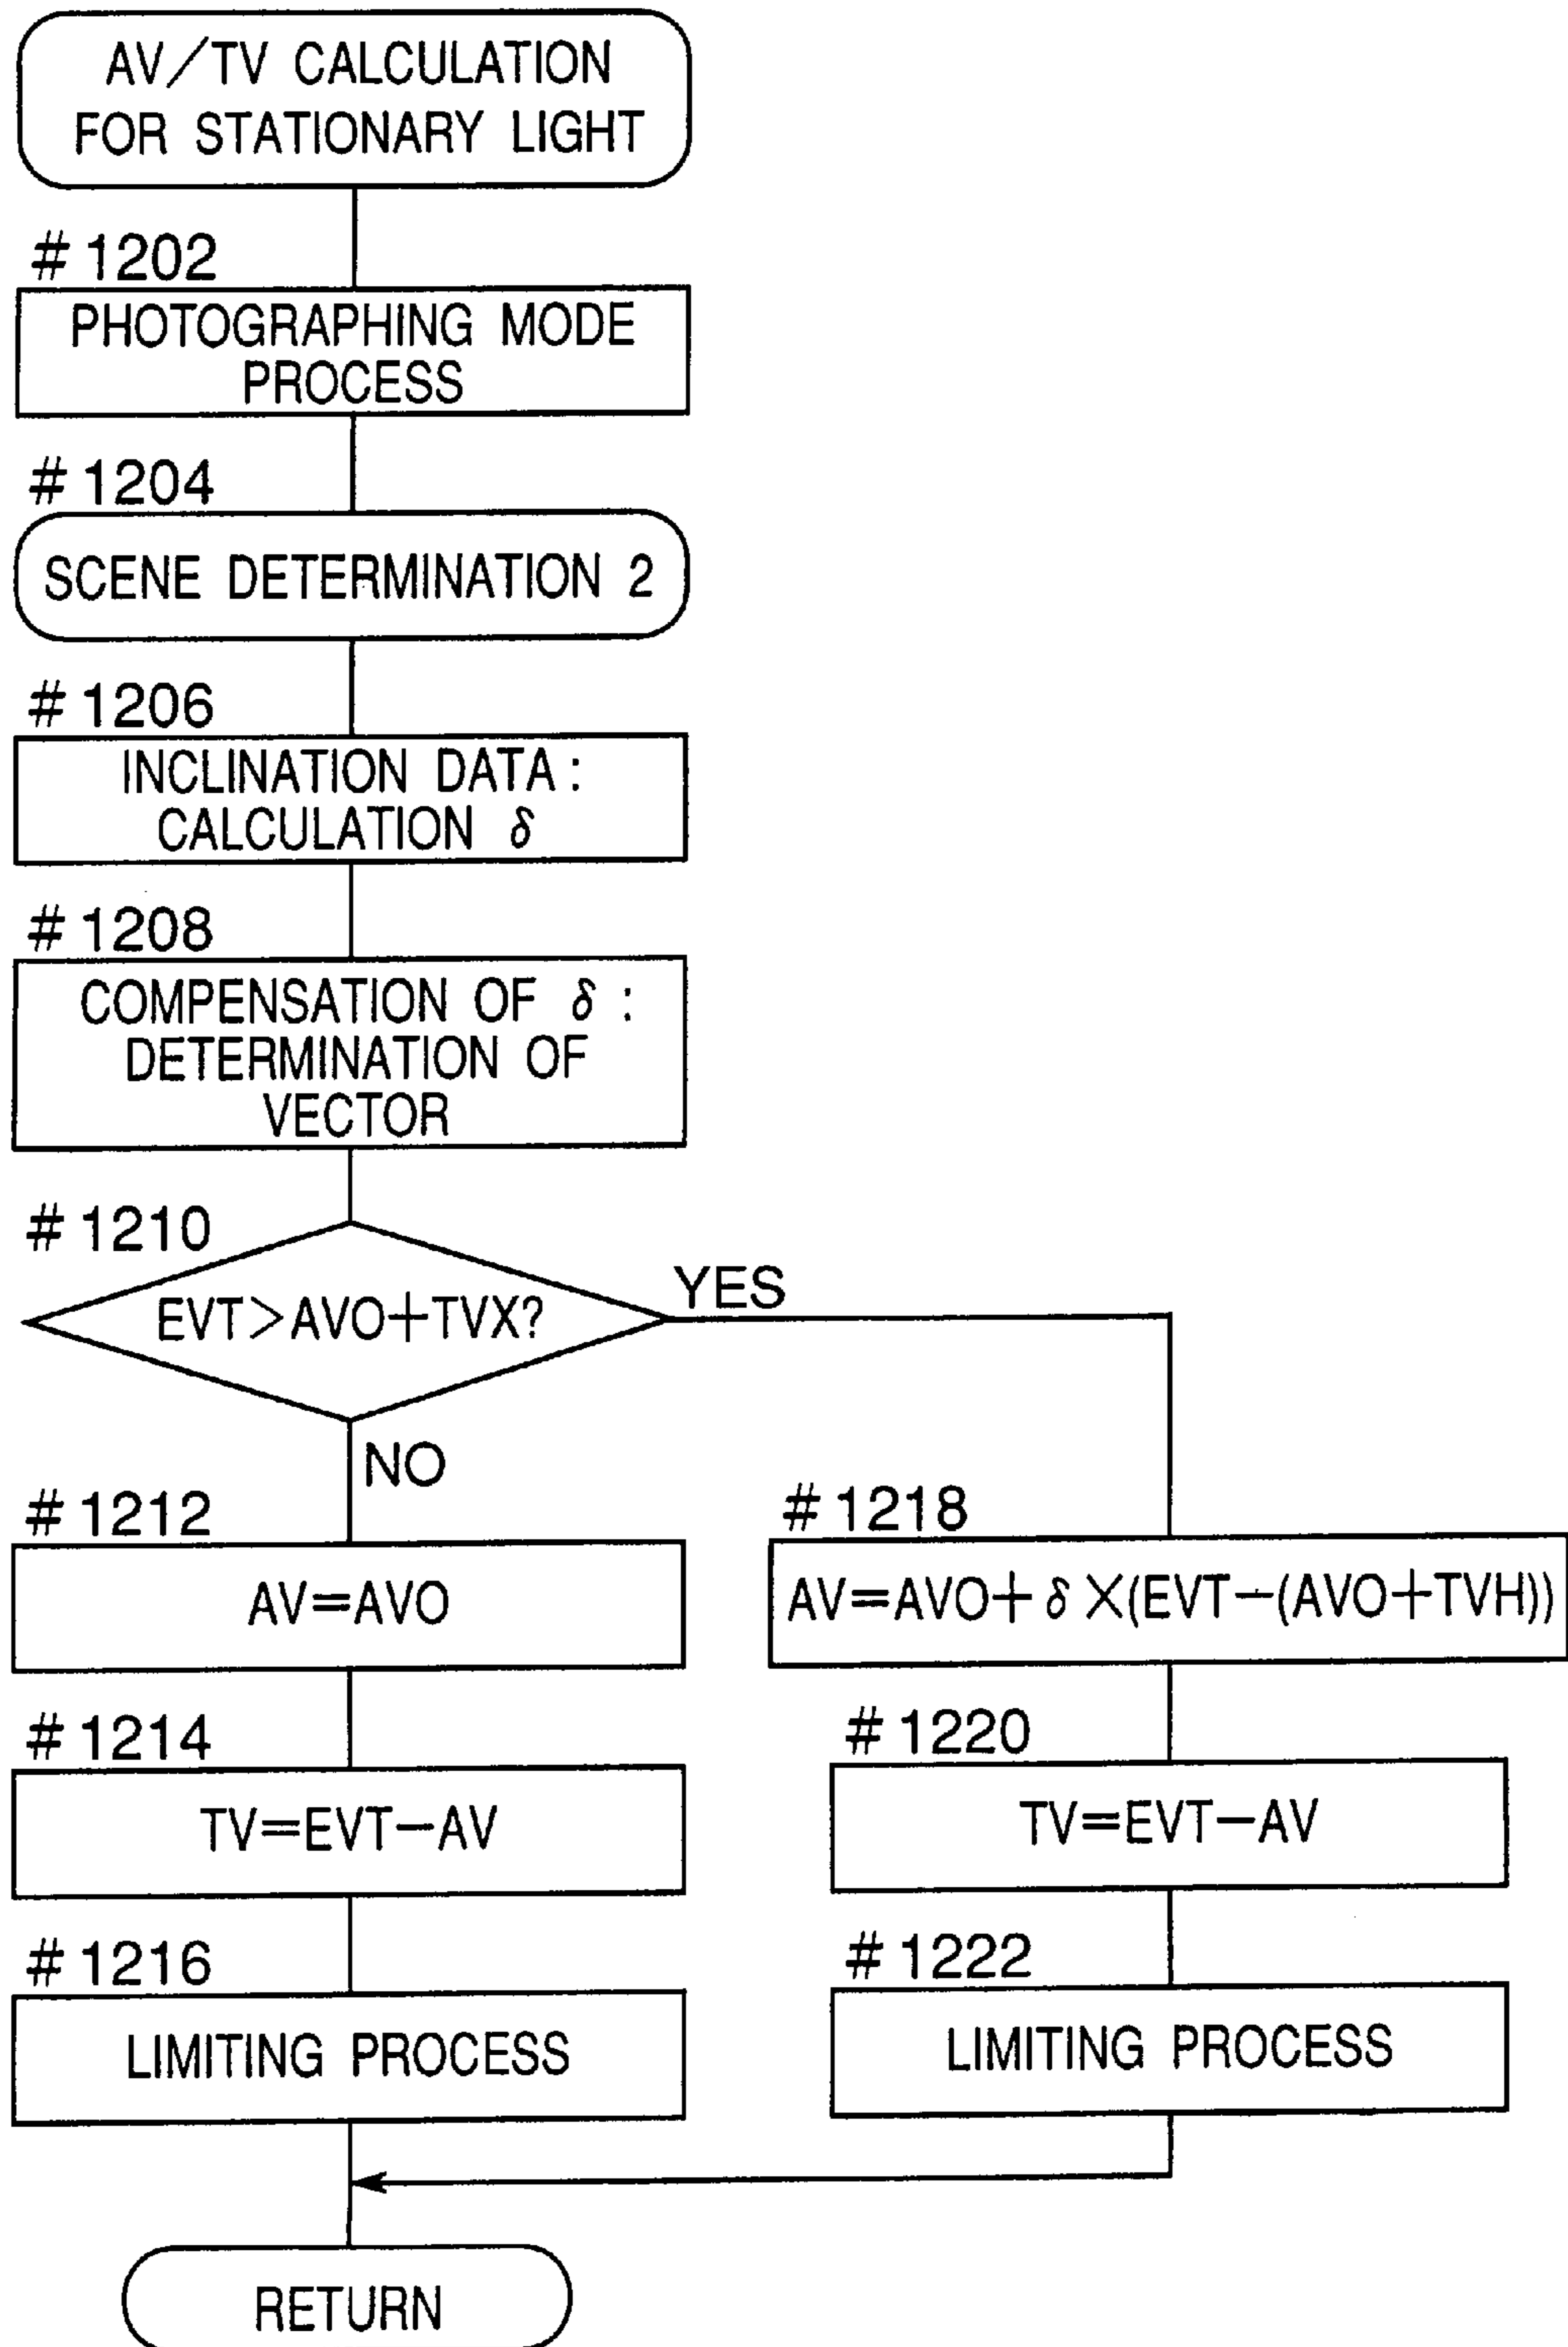 AV/TV CALCULATION
FOR STATIONARY LIGHT
# 1202
PHOTOGRAPHING MODE
PROCESS
# 1204
SCENE DETERMINATION 2
# 1206
INCLINATION DATA :
CALCULATION δ
# 1208
COMPENSATION OF δ :
DETERMINATION OF
VECTOR
# 1210
EVT>AVO+TVX?
YES
NO
# 1212
AV=AVO
# 1214
TV=EVT−AV
# 1216
LIMITING PROCESS
# 1218
AV=AVO+ δ ×(EVT−(AVO+TVH))
# 1220
TV=EVT−AV
# 1222
LIMITING PROCESS
RETURN